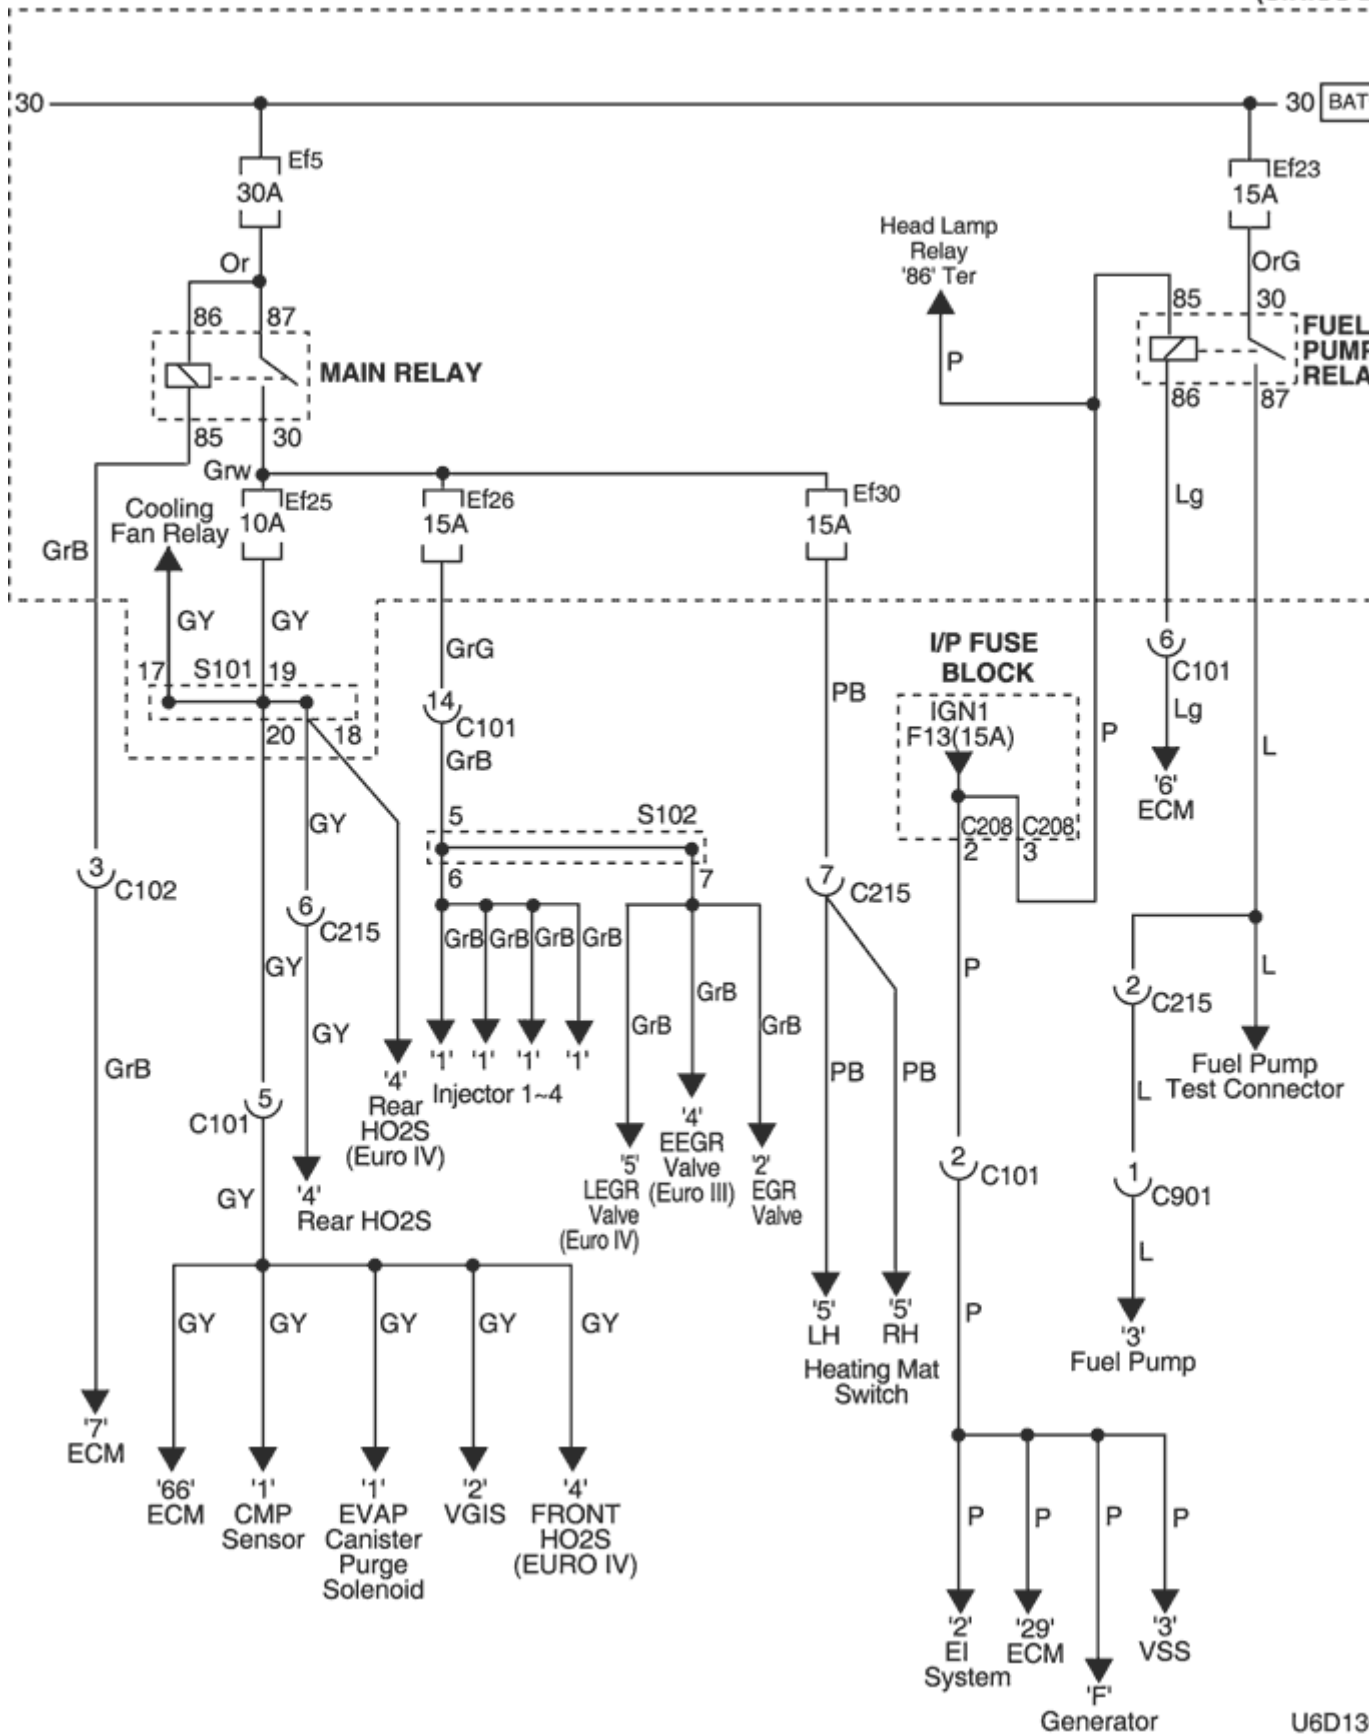 30
30 BAT
Ef5
30A
Ef23
15A
Head Lamp
Relay
'86' Ter
Or
OrG
86 87
85 30
MAIN RELAY
P
FUEL
PUMP
RELA
85 30
86 87
Grw
Cooling
Fan Relay
Ef25
10A
Ef26
15A
Ef30
15A
Lg
GrB
GY GY
GrG
I/P FUSE
BLOCK
6
C101
17 S101 19
14
C101
PB
IGN1
F13(15A)
P
Lg
20 18
GrB
L
'6'
ECM
GY
5 S102
C208 C208
2 3
3
C102
6 7
7
C215
6
C215
GrB GrB GrB GrB
GY
P
L
GrB
2
C215
GY
GrB GrB
'1' '1' '1' '1'
Injector 1~4
Fuel Pump
Test Connector
GrB
PB PB
L
'4'
Rear
HO2S
(Euro IV)
5
C101
'4'
EEGR
Valve
(Euro III)
'5'
LEGR
Valve
(Euro IV)
'2'
EGR
Valve
2
C101
1
C901
GY
'4'
Rear HO2S
L
GY GY GY GY GY
'5'
LH
'5'
RH
Heating Mat
Switch
P
'3'
Fuel Pump
'7'
ECM
'66'
ECM
'1'
CMP
Sensor
'1'
EVAP
Canister
Purge
Solenoid
'2'
VGIS
'4'
FRONT
HO2S
(EURO IV)
P P P P
'2'
EI
System
'29'
ECM
'F'
Generator
'3'
VSS
U6D13